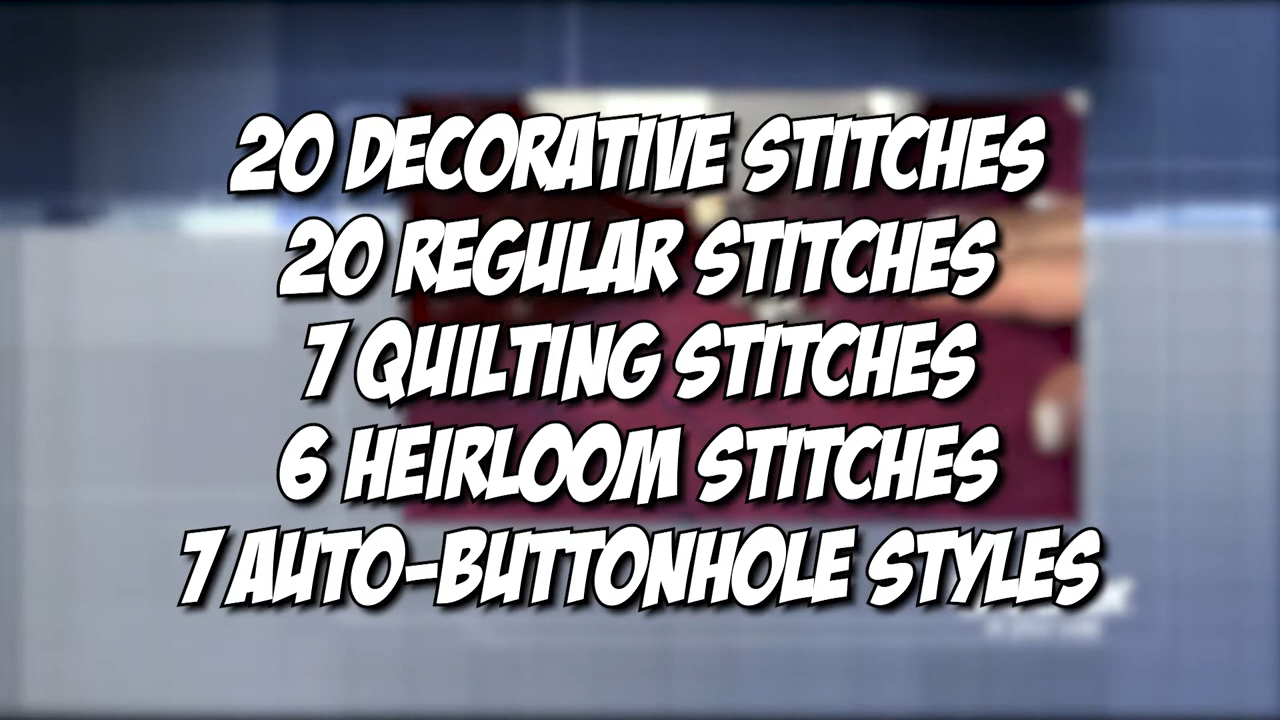 20 DECORATIVE STITCHES
20 REGULAR STITCHES
7 QUILTING STITCHES
6 HEIRLOOM STITCHES
7 AUTO-BUTTONHOLE STYLES